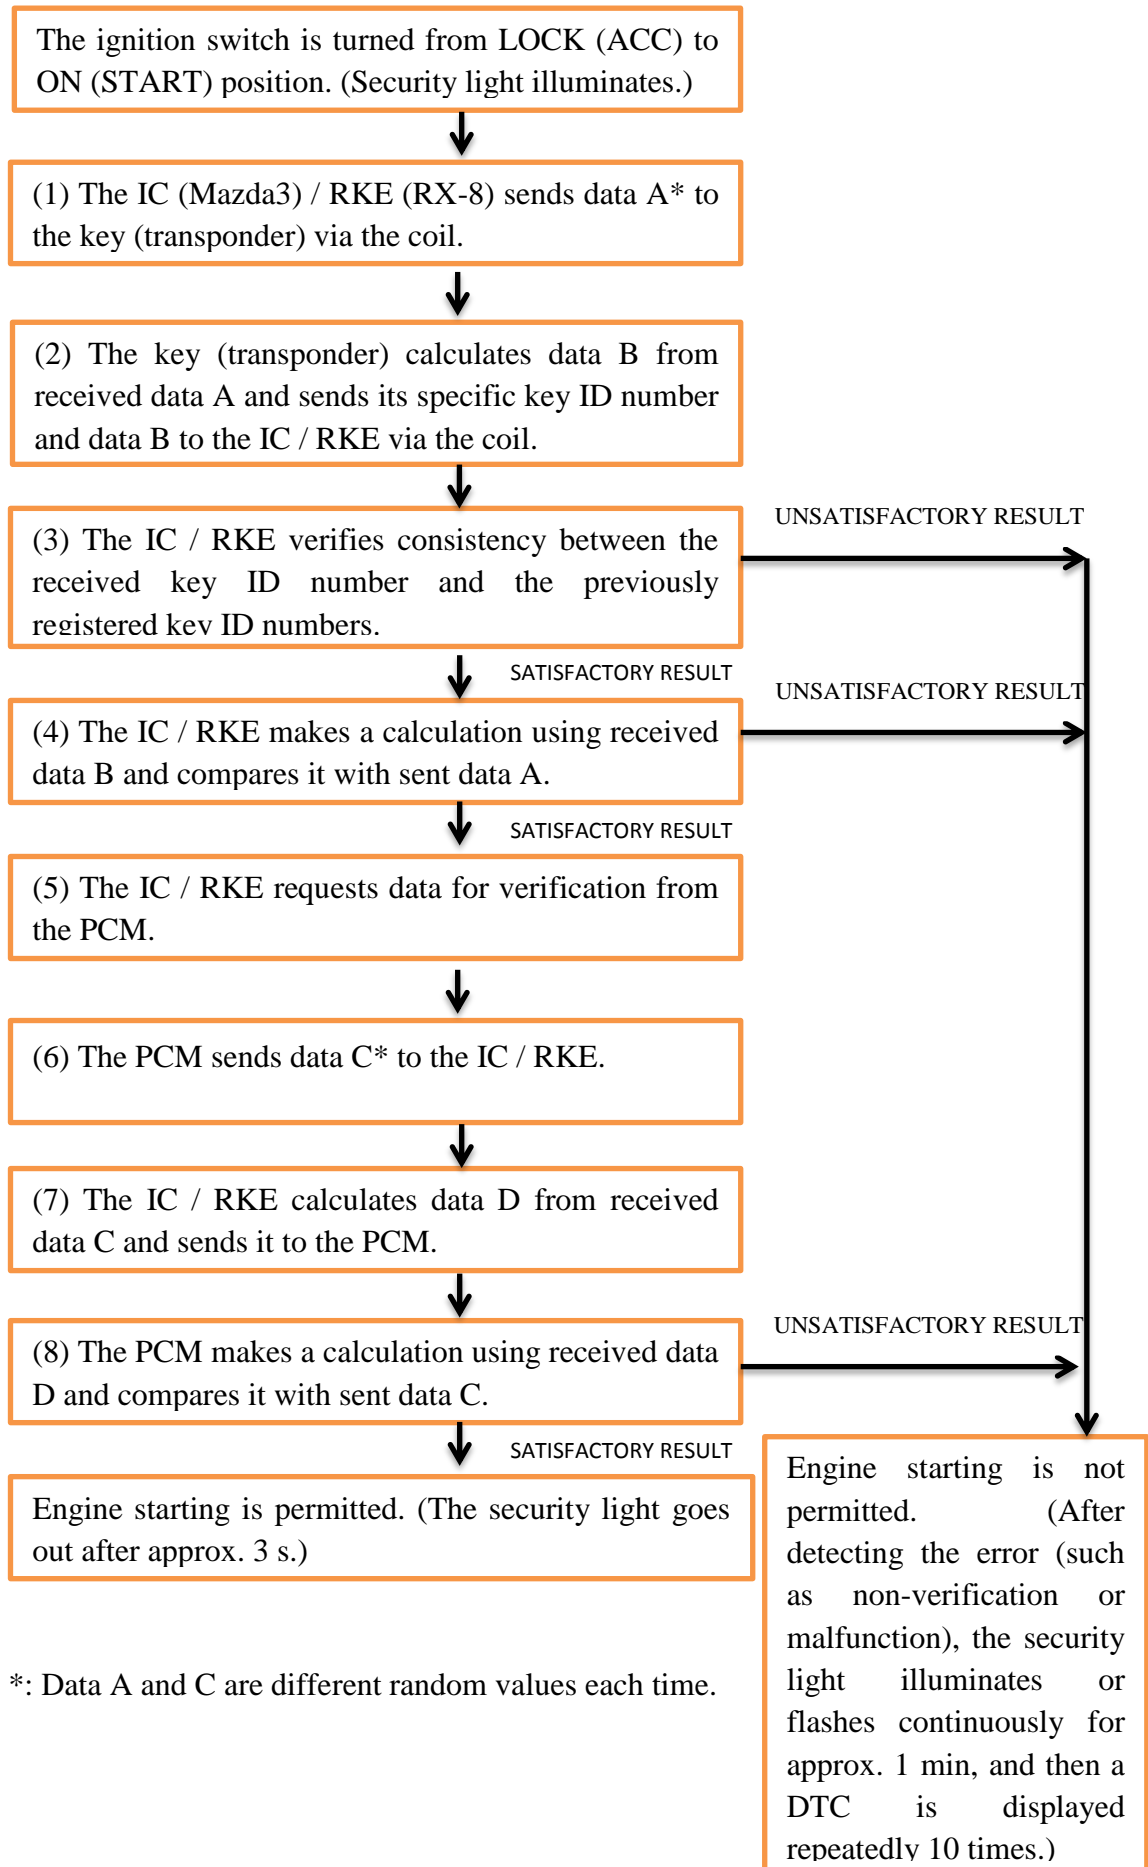 The ignition switch is turned from LOCK (ACC) to
ON (START) position. (Security light illuminates.)
(1) The IC (Mazda3) / RKE (RX-8) sends data A* to
the key (transponder) via the coil.
(2) The key (transponder) calculates data B from
received data A and sends its specific key ID number
and data B to the IC / RKE via the coil.
(3) The IC / RKE verifies consistency between the
received key ID number and the previously
registered key ID numbers.
UNSATISFACTORY RESULT
SATISFACTORY RESULT
UNSATISFACTORY RESULT
(4) The IC / RKE makes a calculation using received
data B and compares it with sent data A.
SATISFACTORY RESULT
(5) The IC / RKE requests data for verification from
the PCM.
(6) The PCM sends data C* to the IC / RKE.
(7) The IC / RKE calculates data D from received
data C and sends it to the PCM.
UNSATISFACTORY RESULT
(8) The PCM makes a calculation using received data
D and compares it with sent data C.
SATISFACTORY RESULT
Engine starting is permitted. (The security light goes
out after approx. 3 s.)
Engine starting is not
permitted. (After
detecting the error (such
as non-verification or
malfunction), the security
light illuminates or
flashes continuously for
approx. 1 min, and then a
DTC is displayed
repeatedly 10 times.)
*: Data A and C are different random values each time.